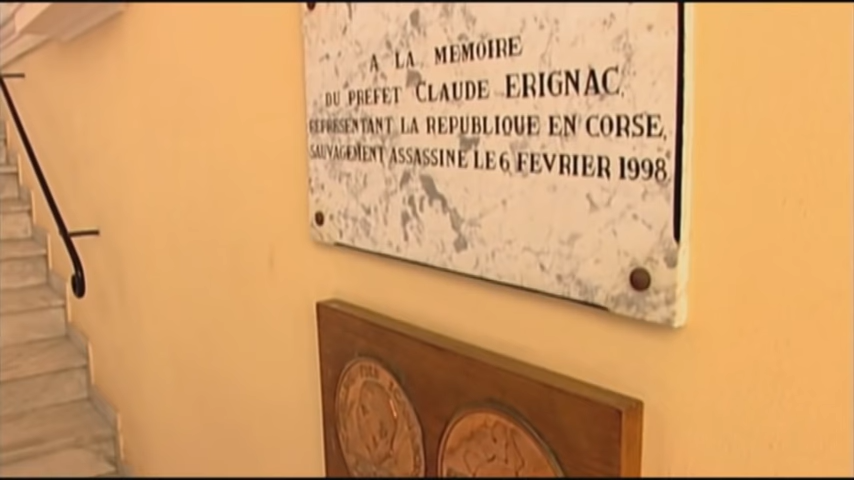 A LA MEMOIRE
DU PREFET CLAUDE ERIGNAC,
REPRESENTANT LA REPUBLIQUE EN CORSE,
SAUVAGEMENT ASSASSINE LE 6 FEVRIER 1998